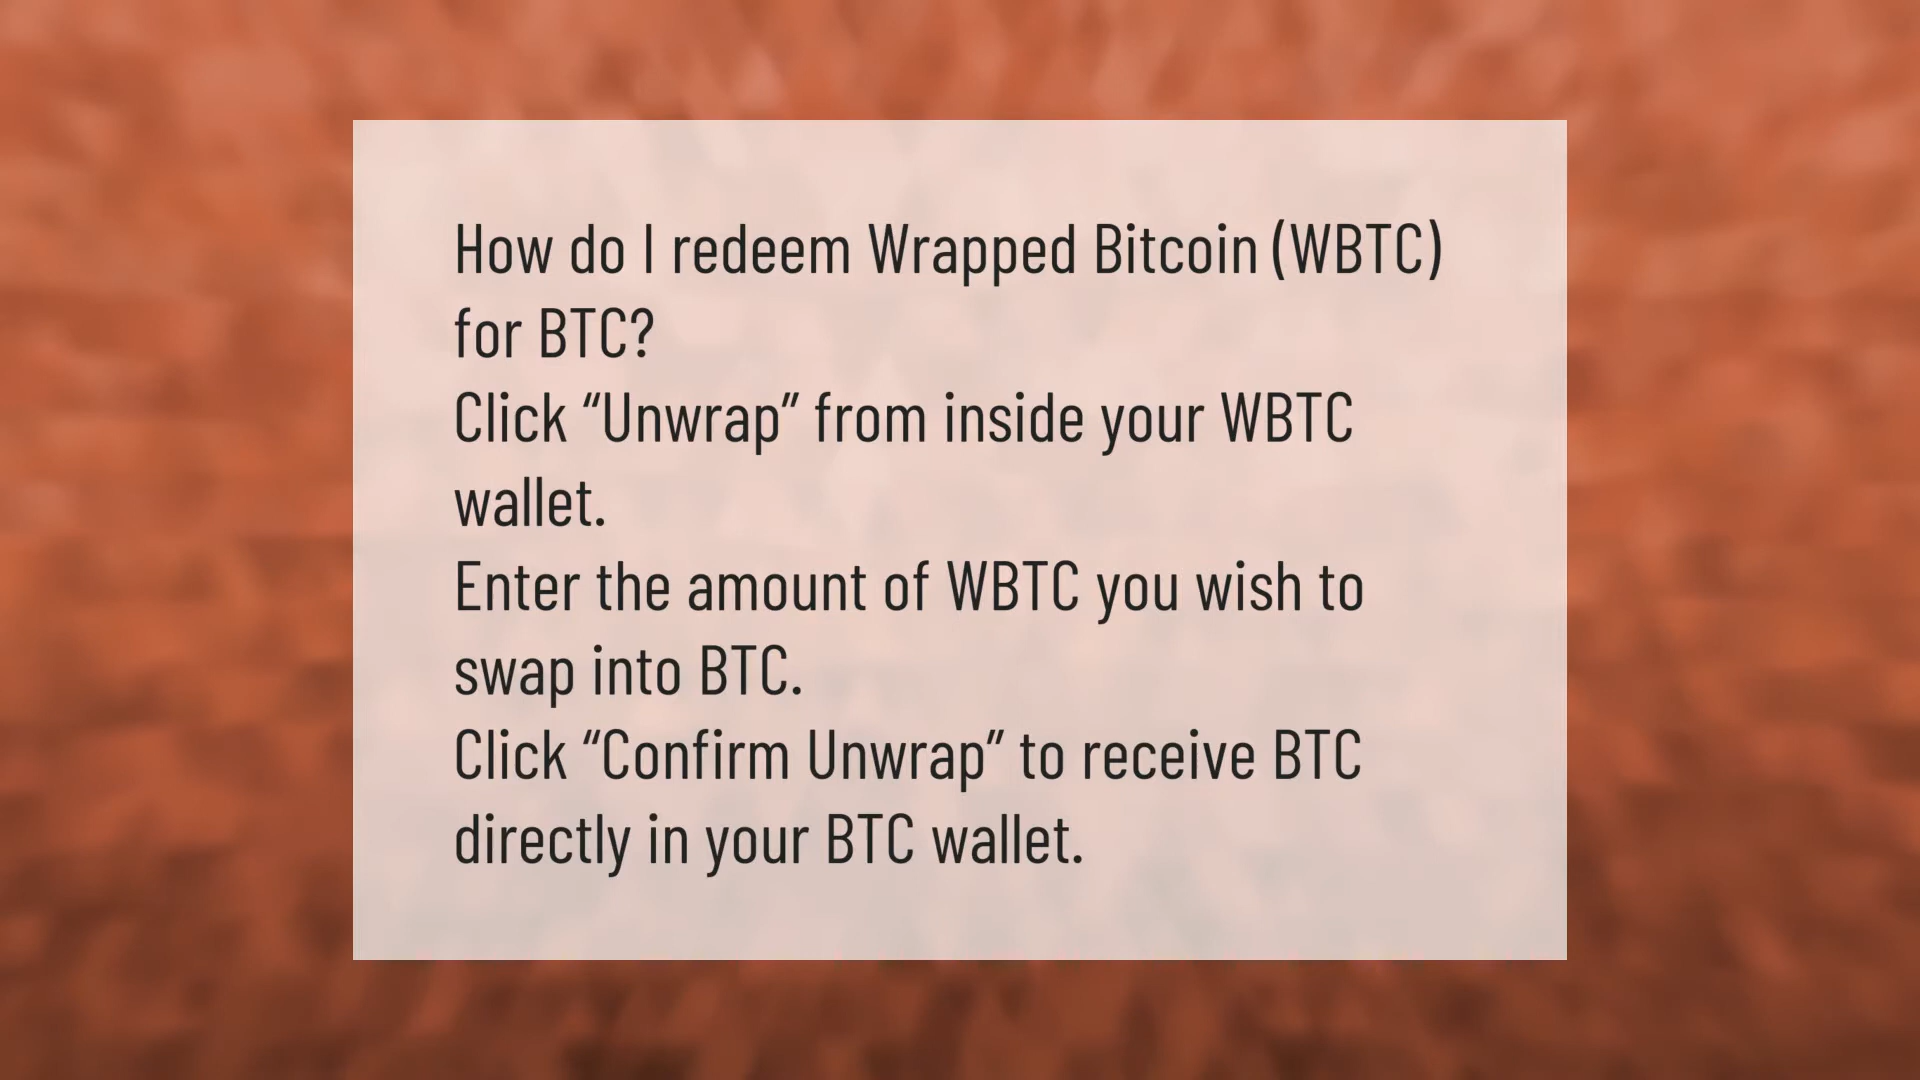 How do I redeem Wrapped Bitcoin (WBTC)
for BTC?
Click “Unwrap” from inside your WBTC
wallet.
Enter the amount of WBTC you wish to
swap into BTC.
Click “Confirm Unwrap” to receive BTC
directly in your BTC wallet.